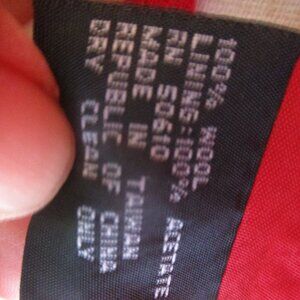 100% WOOL
LINING:100% ACETATE
RN 50610
MADE IN TAIWAN
REPUBLIC OF CHINA
DRY CLEAN ONLY